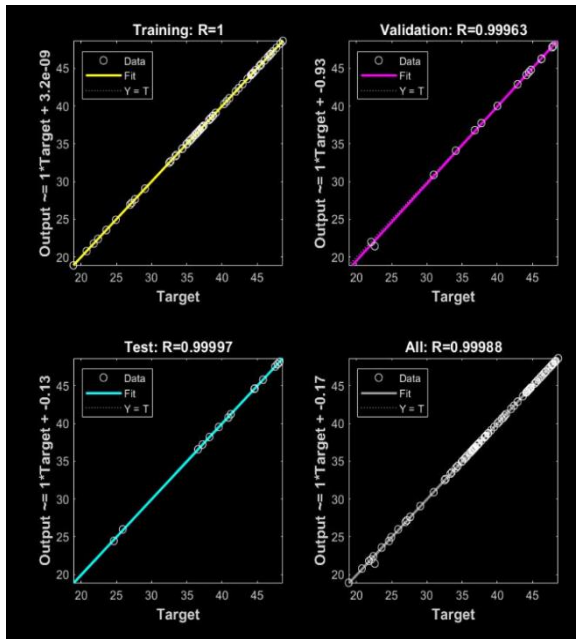 Training: R=1
Output ~= 1*Target + 3.2e-09
Data
Fit
Y = T
45
40
35
30
25
20
20 25 30 35 40 45
Target
Validation: R=0.99963
Output ~= 1*Target + -0.93
Data
Fit
Y = T
45
40
35
30
25
20
20 25 30 35 40 45
Target
Test: R=0.99997
Output ~= 1*Target + -0.13
Data
Fit
Y = T
45
40
35
30
25
20
20 25 30 35 40 45
Target
All: R=0.99988
Output ~= 1*Target + -0.17
Data
Fit
Y = T
45
40
35
30
25
20
20 25 30 35 40 45
Target